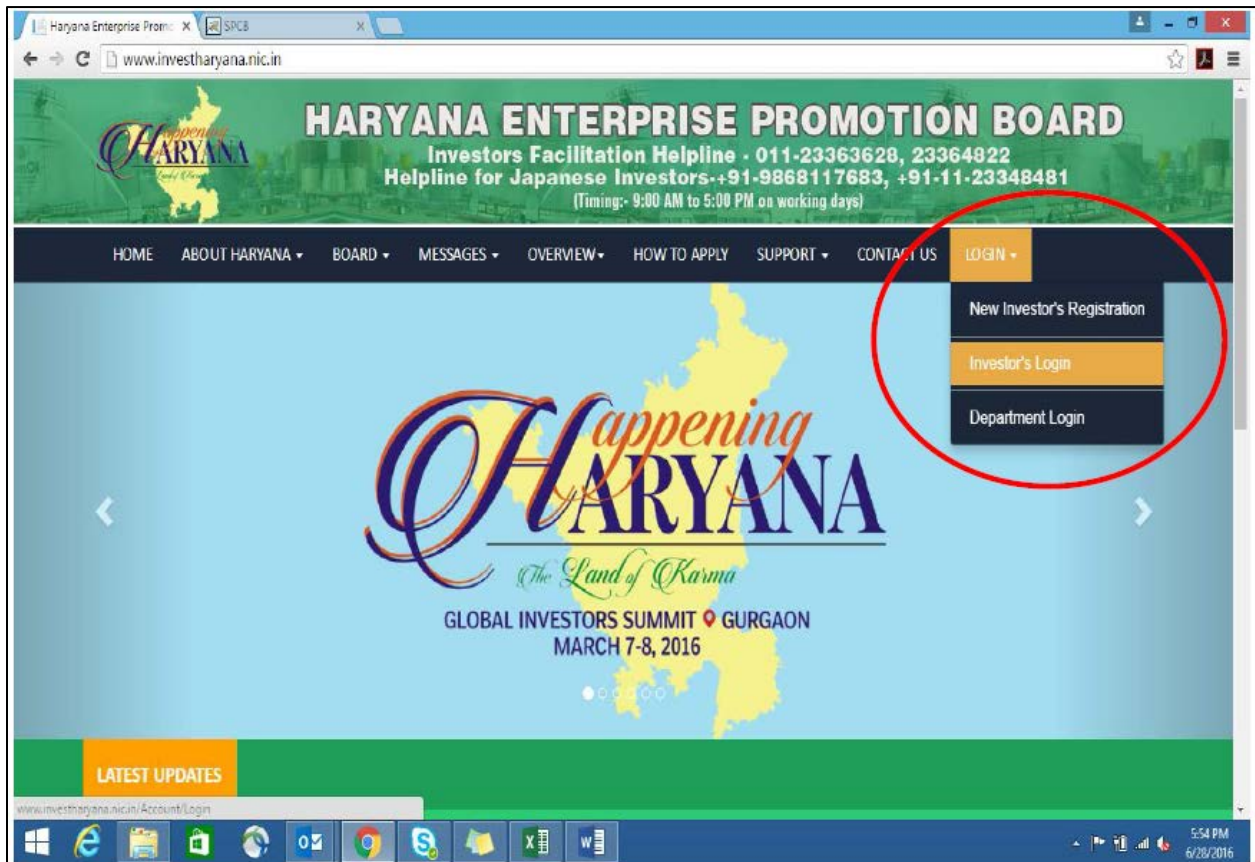 Haryana Enterprise Promo
SPCB
www.investharyana.nic.in
Happening
HARYANA
HARYANA ENTERPRISE PROMOTION BOARD
Investors Facilitation Helpline - 011-23363628, 23364822
Helpline for Japanese Investors-+91-9868117683, +91-11-23348481
(Timing:- 9:00 AM to 5:00 PM on working days)
HOME ABOUT HARYANA BOARD MESSAGES OVERVIEW HOW TO APPLY SUPPORT CONTACT US LOGIN
New Investor's Registration
Investor's Login
Department Login
Happening
HARYANA
The Land of Karma
GLOBAL INVESTORS SUMMIT GURGAON
MARCH 7-8, 2016
LATEST UPDATES
www.investharyana.nic.in/Account/Login
5:54 PM
6/28/2016